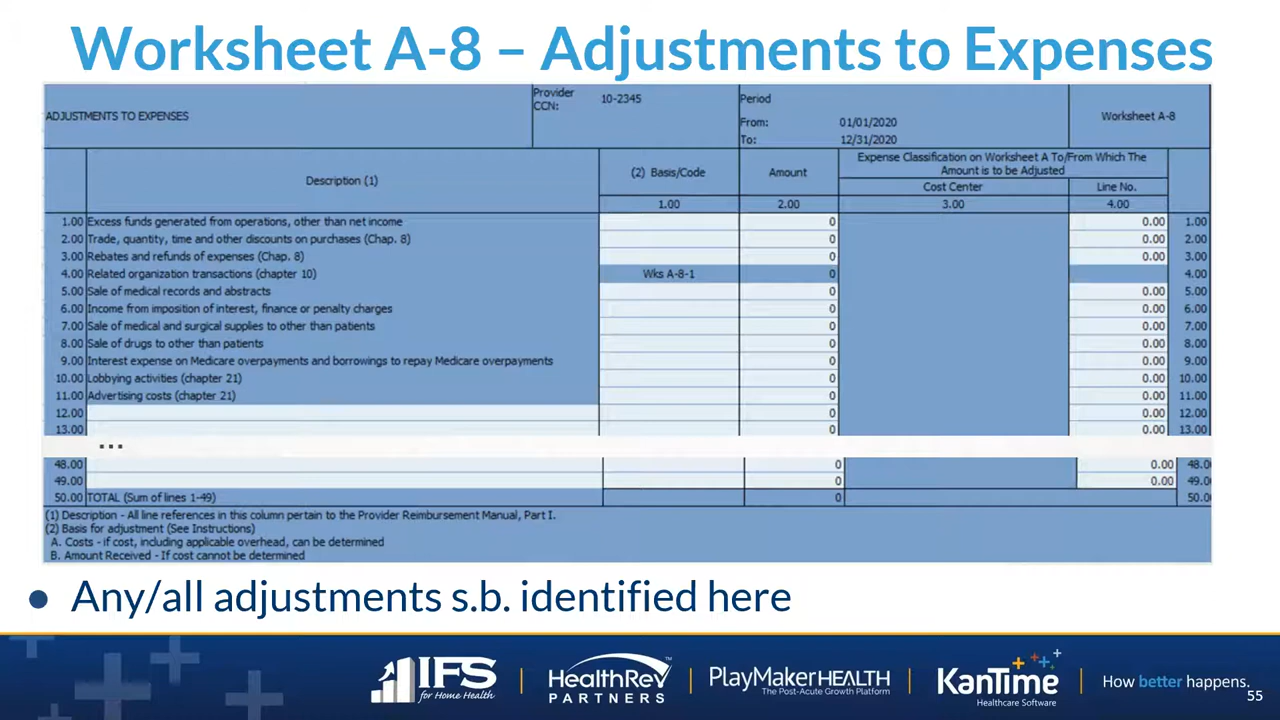 Worksheet A-8 – Adjustments to Expenses
ADJUSTMENTS TO EXPENSES
Provider CCN: 10-2345
Period
From: 01/01/2020
To: 12/31/2020
Worksheet A-8
Description (1)
(2) Basis/Code
Amount
Expense Classification on Worksheet A To/From Which The
Amount is to be Adjusted
Cost Center Line No.
1.00 2.00 3.00 4.00
1.00 Excess funds generated from operations, other than net income 0 0.00 1.00
2.00 Trade, quantity, time and other discounts on purchases (Chap. 8) 0 0.00 2.00
3.00 Rebates and refunds of expenses (Chap. 8) 0 0.00 3.00
4.00 Related organization transactions (chapter 10) Wks A-8-1 0 4.00
5.00 Sale of medical records and abstracts 0 0.00 5.00
6.00 Income from imposition of interest, finance or penalty charges 0 0.00 6.00
7.00 Sale of medical and surgical supplies to other than patients 0 0.00 7.00
8.00 Sale of drugs to other than patients 0 0.00 8.00
9.00 Interest expense on Medicare overpayments and borrowings to repay Medicare overpayments 0 0.00 9.00
10.00 Lobbying activities (chapter 21) 0 0.00 10.00
11.00 Advertising costs (chapter 21) 0 0.00 11.00
12.00 0 0.00 12.00
13.00 0 0.00 13.00
...
48.00 0 0.00 48.0
49.00 0 0.00 49.0
50.00 TOTAL (Sum of lines 1-49) 0 50.0
(1) Description - All line references in this column pertain to the Provider Reimbursement Manual, Part I.
(2) Basis for adjustment (See Instructions)
A. Costs - if cost, including applicable overhead, can be determined
B. Amount Received - If cost cannot be determined
• Any/all adjustments s.b. identified here
IFS
for Home Health
HealthRev
PARTNERS
PlayMakerHEALTH
The Post-Acute Growth Platform
KanTime
Healthcare Software
How better happens.
55